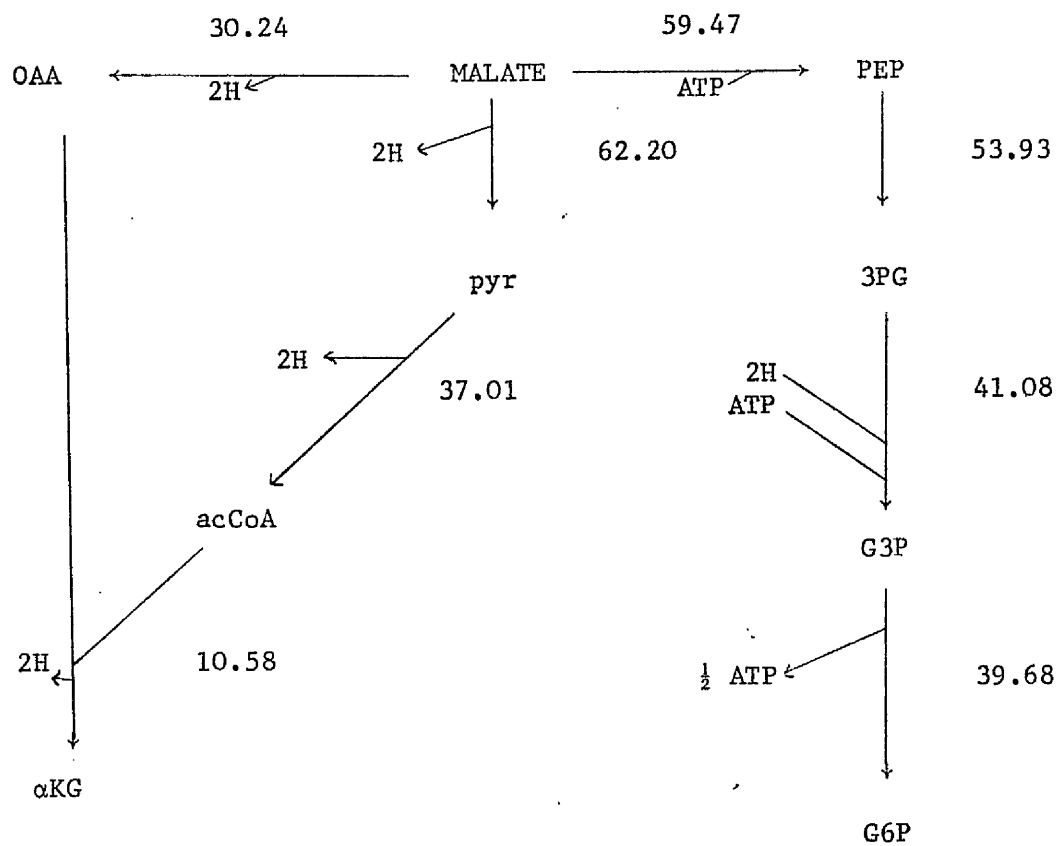 30.24 59.47
OAA MALATE PEP
2H ATP
2H 62.20 53.93
pyr 3PG
2H 2H
37.01 ATP 41.08
acCoA
G3P
2H 10.58 ½ ATP 39.68
αKG
G6P